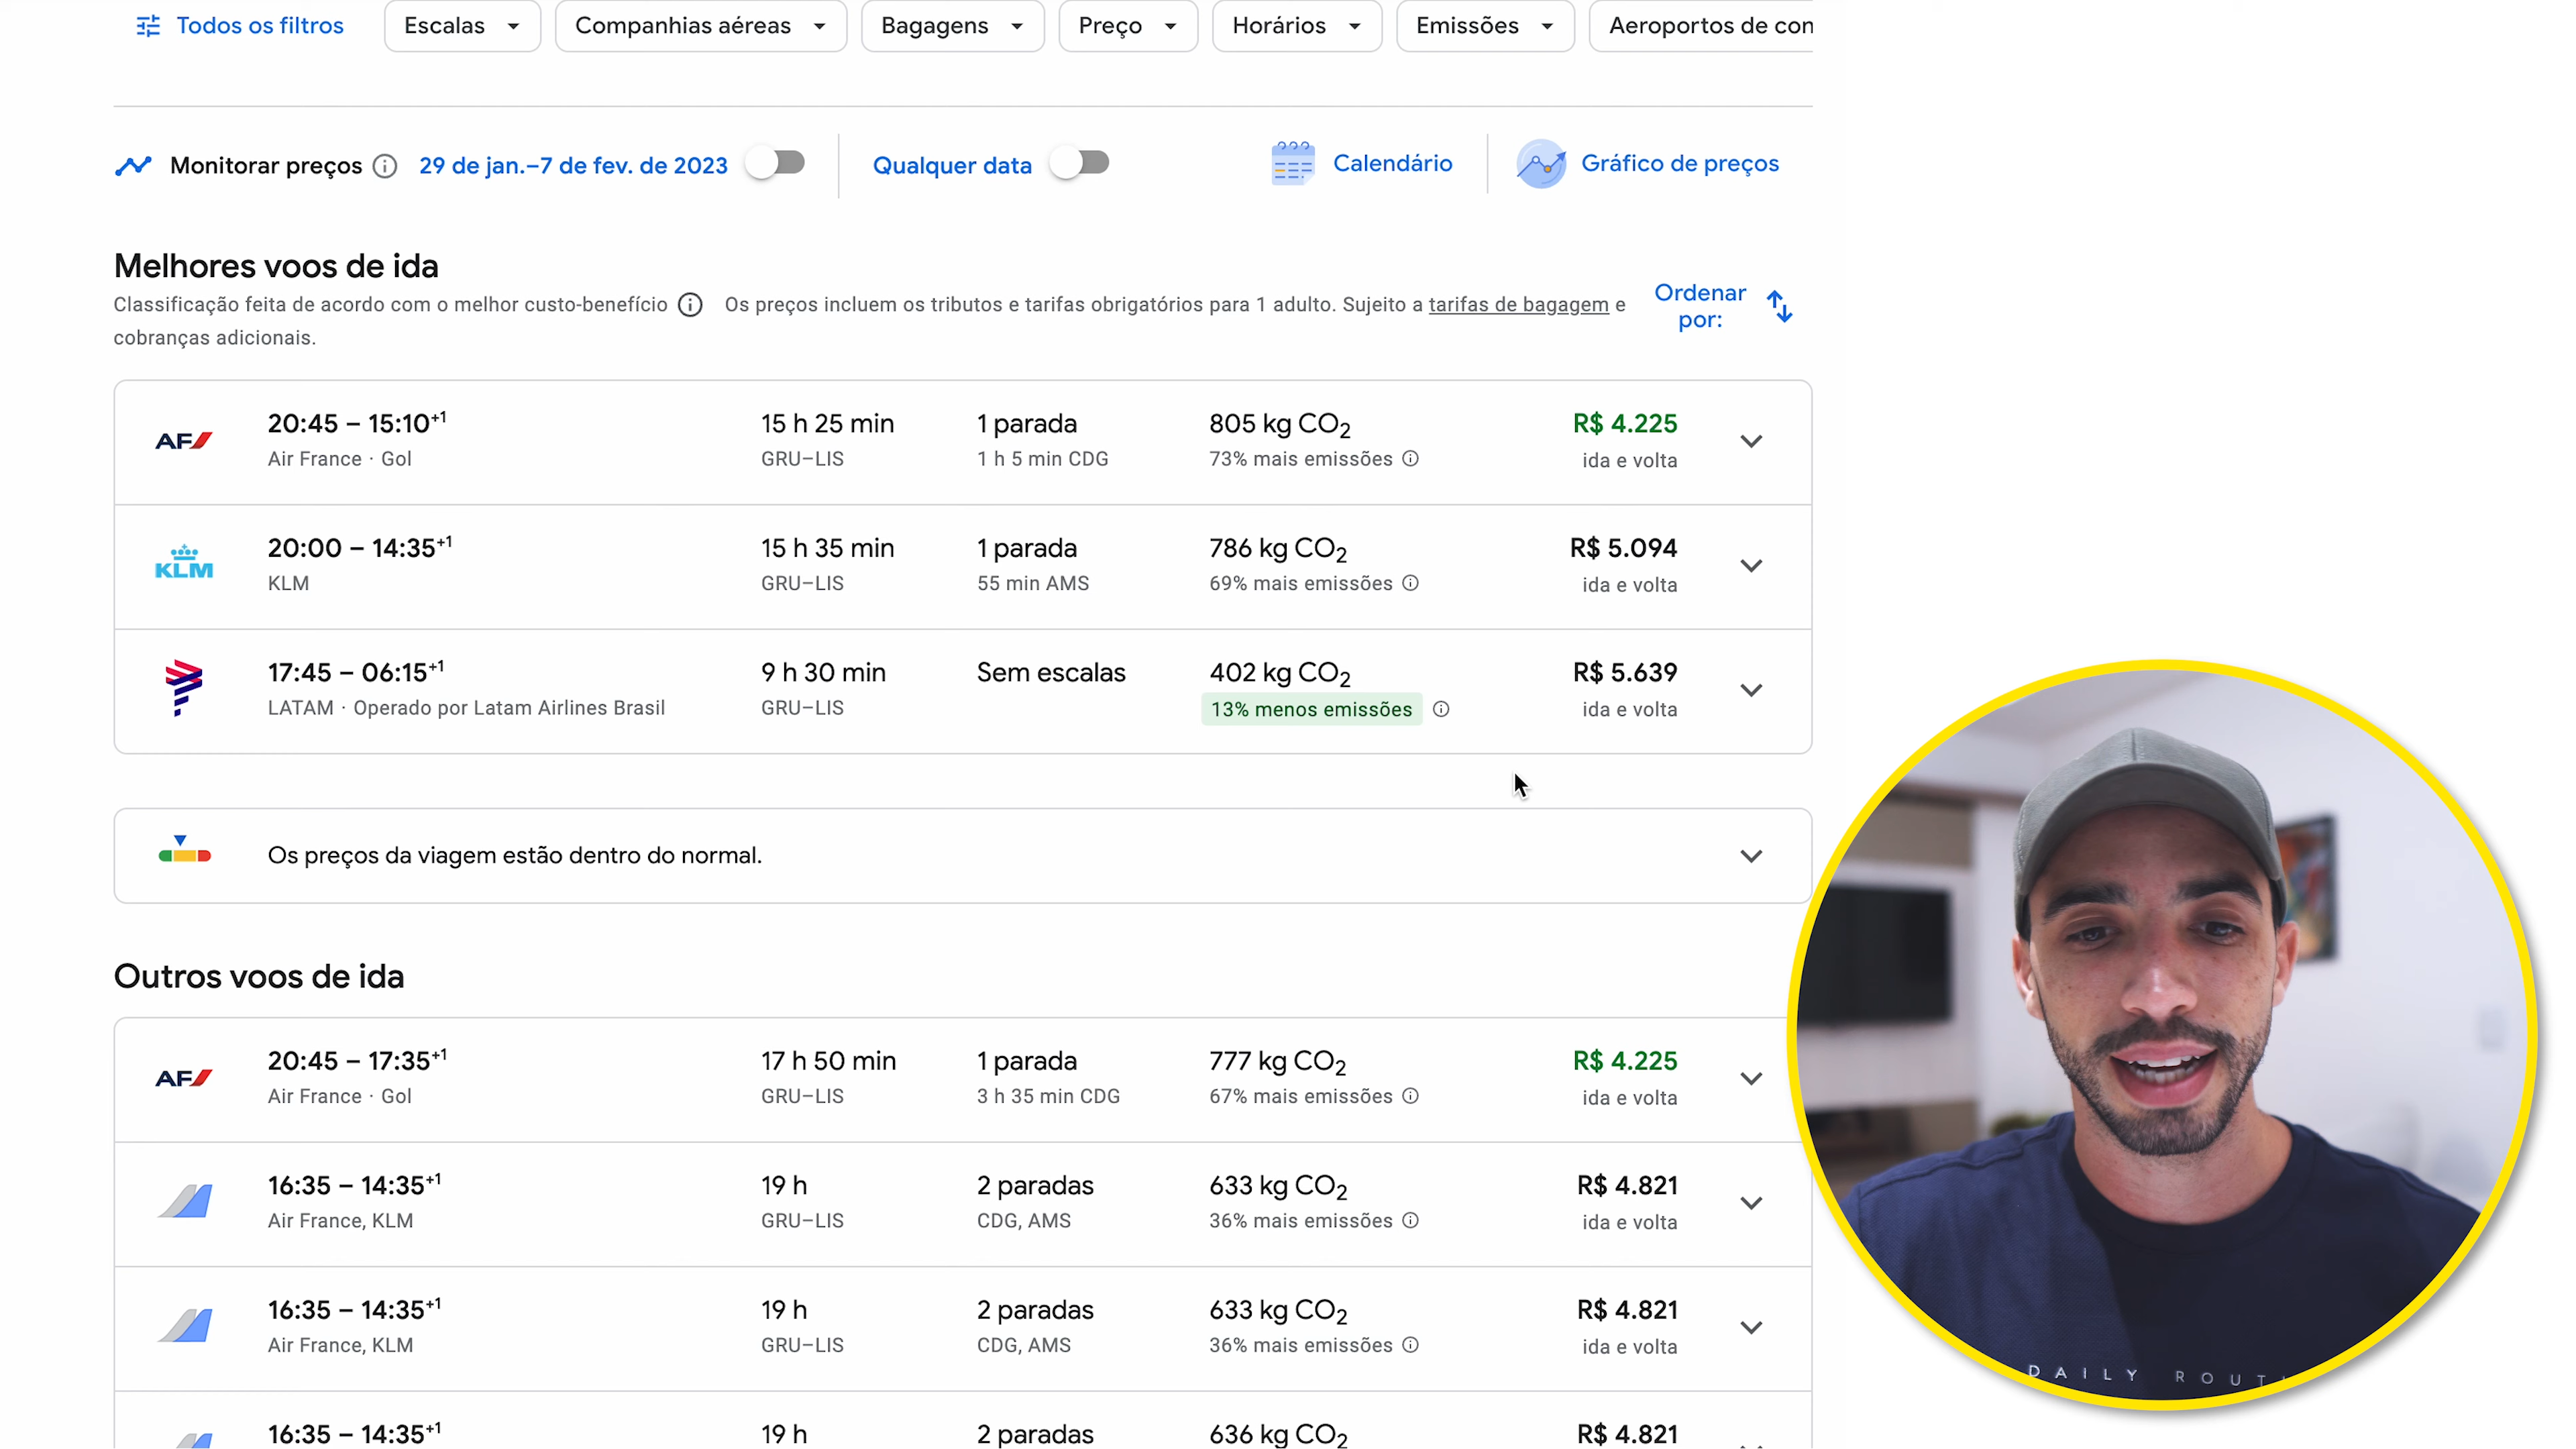 Todos os filtros
Escalas
Companhias aéreas
Bagagens
Preço
Horários
Emissões
Aeroportos de con
Monitorar preços
29 de jan.–7 de fev. de 2023
Qualquer data
Calendário
Gráfico de preços
Melhores voos de ida
Classificação feita de acordo com o melhor custo-benefício Os preços incluem os tributos e tarifas obrigatórios para 1 adulto. Sujeito a tarifas de bagagem e
cobranças adicionais.
Ordenar
por:
AF 20:45 – 15:10+1 15 h 25 min 1 parada 805 kg CO2 R$ 4.225
Air France · Gol GRU–LIS 1 h 5 min CDG 73% mais emissões ida e volta
20:00 – 14:35+1 15 h 35 min 1 parada 786 kg CO2 R$ 5.094
KLM KLM GRU–LIS 55 min AMS 69% mais emissões ida e volta
17:45 – 06:15+1 9 h 30 min Sem escalas 402 kg CO2 R$ 5.639
LATAM · Operado por Latam Airlines Brasil GRU–LIS 13% menos emissões ida e volta
Os preços da viagem estão dentro do normal.
Outros voos de ida
AF 20:45 – 17:35+1 17 h 50 min 1 parada 777 kg CO2 R$ 4.225
Air France · Gol GRU–LIS 3 h 35 min CDG 67% mais emissões ida e volta
16:35 – 14:35+1 19 h 2 paradas 633 kg CO2 R$ 4.821
Air France, KLM GRU–LIS CDG, AMS 36% mais emissões ida e volta
16:35 – 14:35+1 19 h 2 paradas 633 kg CO2 R$ 4.821
Air France, KLM GRU–LIS CDG, AMS 36% mais emissões ida e volta
16:35 – 14:35+1 19 h 2 paradas 636 kg CO2 R$ 4.821
DAILY ROUT